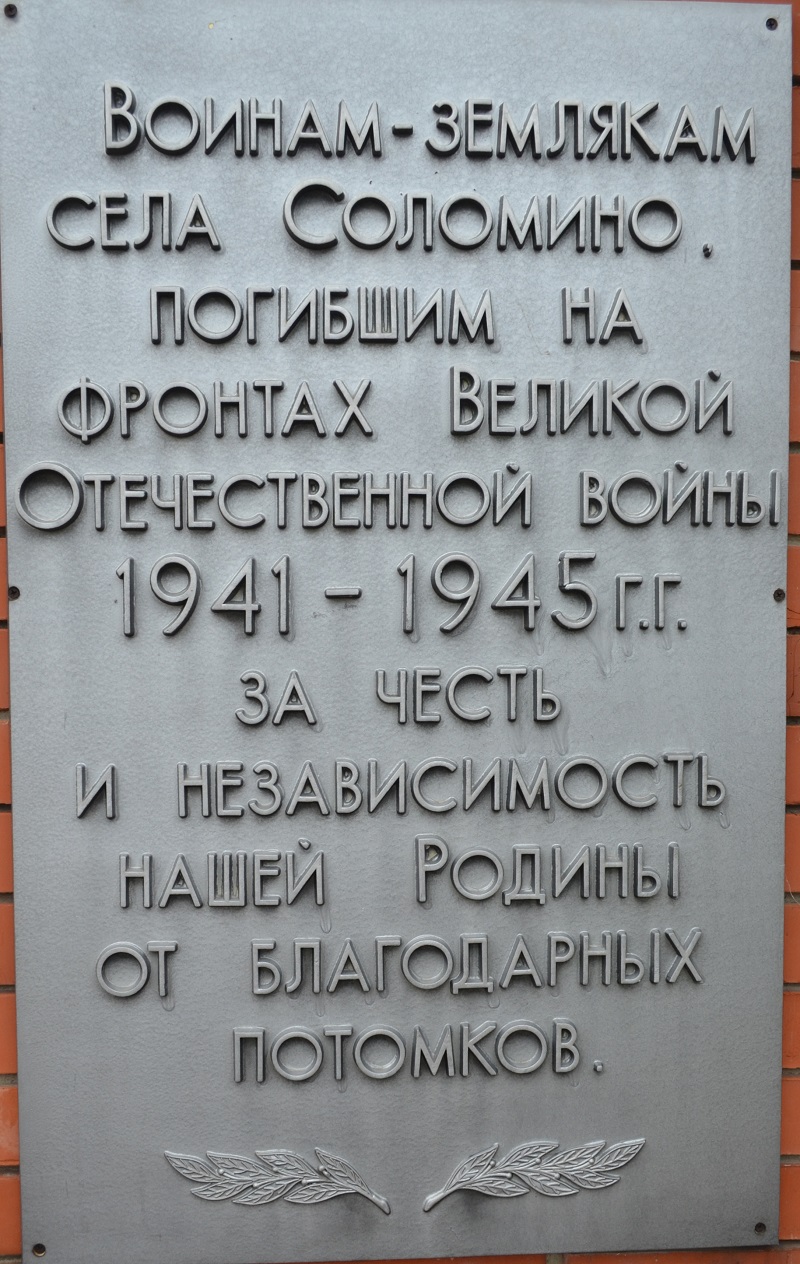 Воинам-землякам
села Соломино.
погибшим на
фронтах Великой
Отечественной войны
1941 - 1945 г.г.
за честь
и независимость
нашей Родины
от благодарных
потомков.